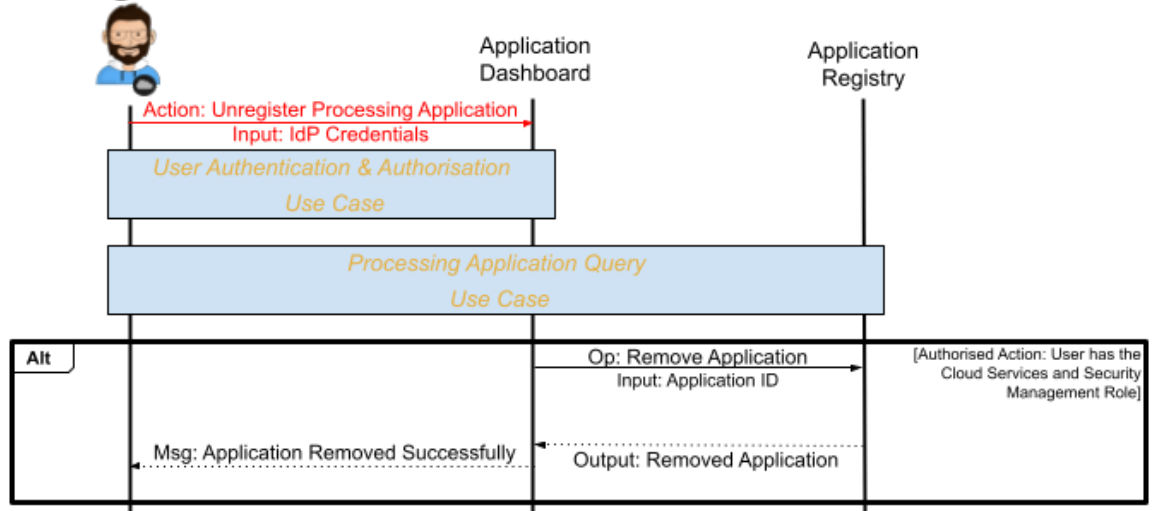 Application
Dashboard
Application
Registry
Action: Unregister Processing Application
Input: IdP Credentials
User Authentication & Authorisation
Use Case
Processing Application Query
Use Case
Alt
Op: Remove Application
Input: Application ID
[Authorised Action: User has the
Cloud Services and Security
Management Role]
Msg: Application Removed Successfully
Output: Removed Application